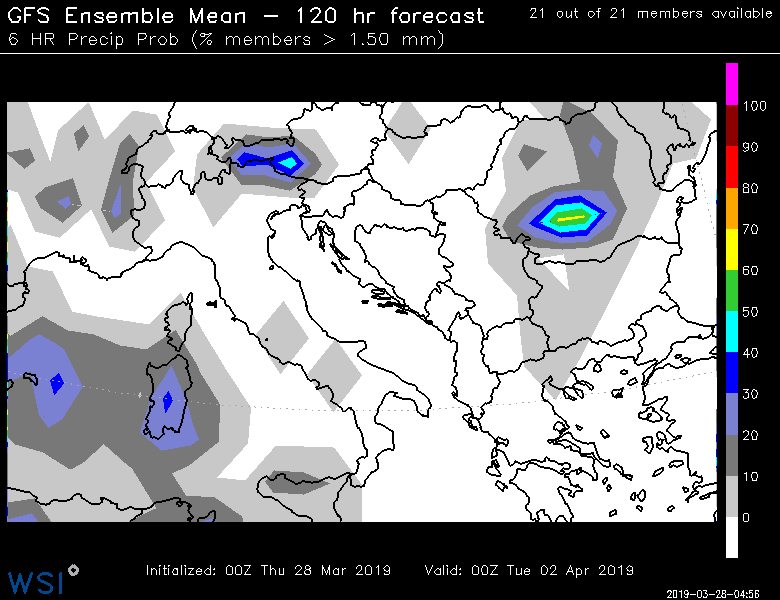 GFS Ensemble Mean – 120 hr forecast
21 out of 21 members available
6 HR Precip Prob (% members > 1.50 mm)
100
90
80
70
60
50
40
30
20
10
0
Initialized: 00Z Thu 28 Mar 2019
Valid: 00Z Tue 02 Apr 2019
WSI
2019-03-28-04:56